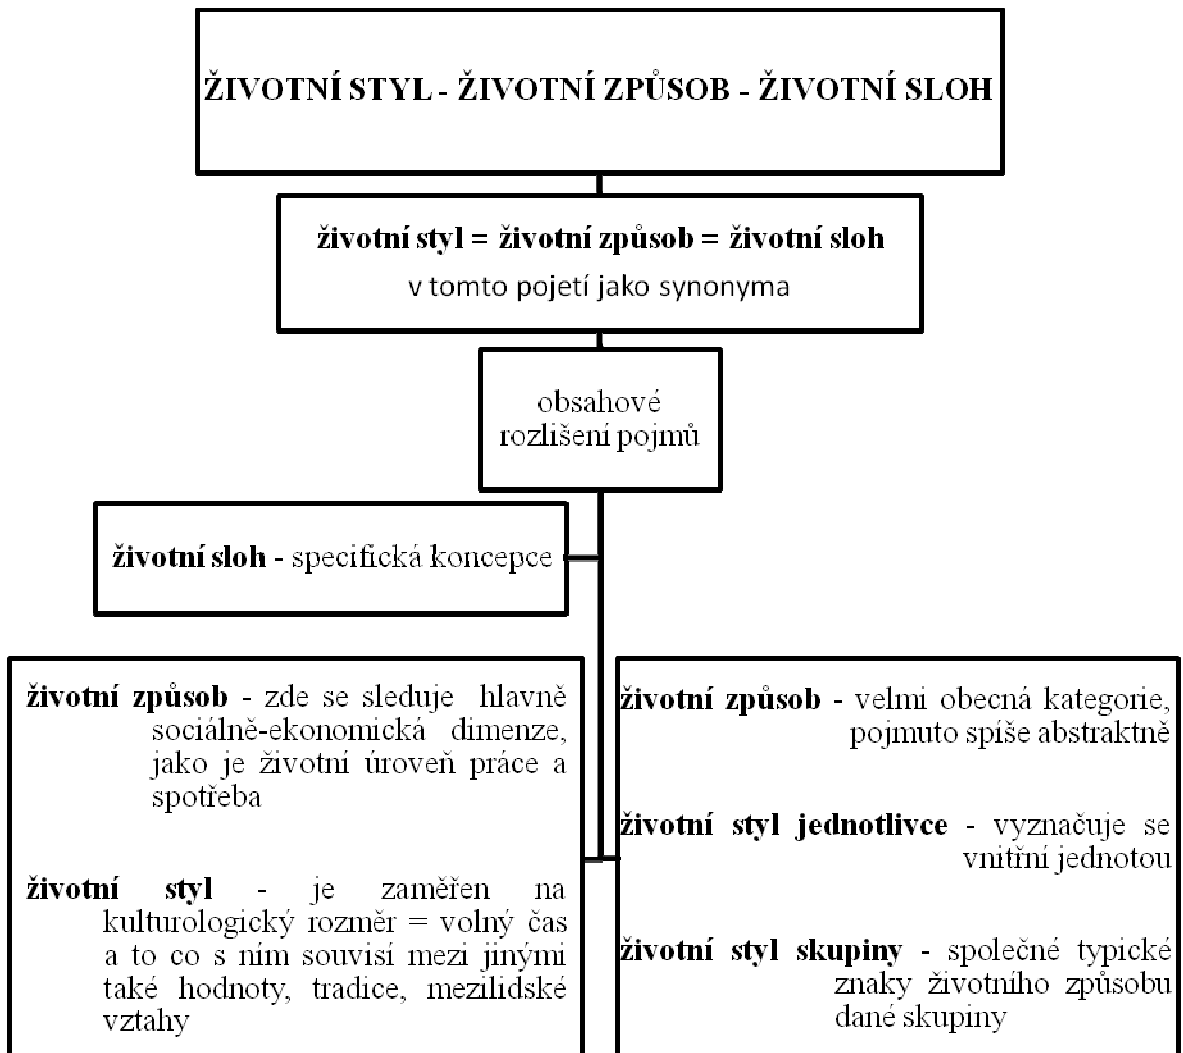 ŽIVOTNÍ STYL - ŽIVOTNÍ ZPŮSOB - ŽIVOTNÍ SLOH
životní styl = životní způsob = životní sloh
v tomto pojetí jako synonyma
obsahové
rozlišení pojmů
životní sloh - specifická koncepce
životní způsob - zde se sleduje hlavně
sociálně-ekonomická dimenze,
jako je životní úroveň práce a
spotřeba
životní styl - je zaměřen na
kulturologický rozměr = volný čas
a to co s ním souvisí mezi jinými
také hodnoty, tradice, mezilidské
vztahy
životní způsob - velmi obecná kategorie,
pojmuto spíše abstraktně
životní styl jednotlivce - vyznačuje se
vnitřní jednotou
životní styl skupiny - společné typické
znaky životního způsobu
dané skupiny